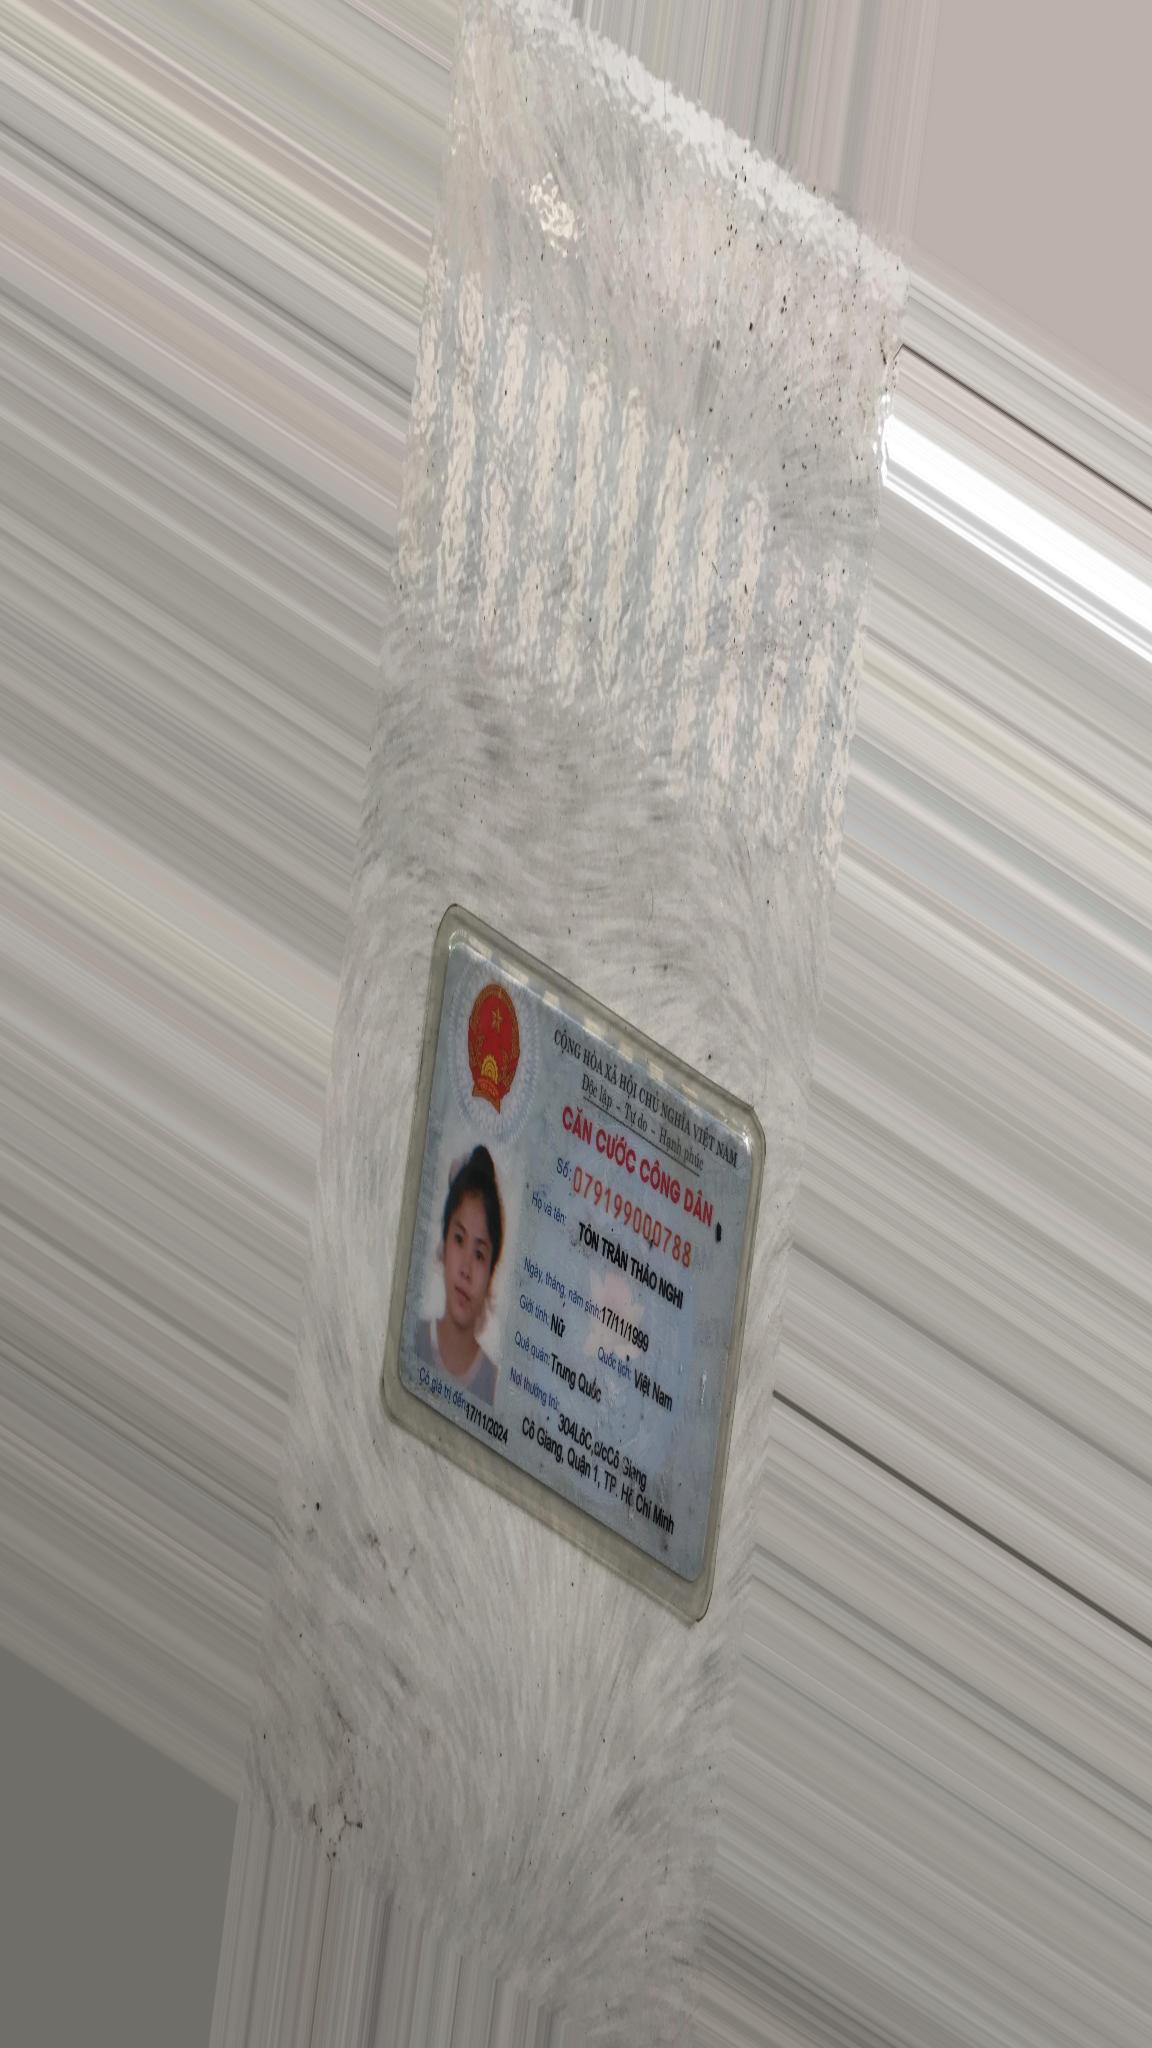 CỘNG HÒA XÃ HỘI CHỦ NGHĨA VIỆT NAM
Độc lập - Tự do - Hạnh phúc
CĂN CƯỚC CÔNG DÂN
Số: 079199000788
Họ và tên: TÔN TRẦN THẢO NGHI
Ngày, tháng, năm sinh: 17/11/1999
Giới tính: Nữ Quốc tịch: Việt Nam
Quê quán: Trung Quốc
Nơi thường trú: 304LôC,c/cCô Giang
Cô Giang, Quận 1, TP. Hồ Chí Minh
Có giá trị đến: 17/11/2024